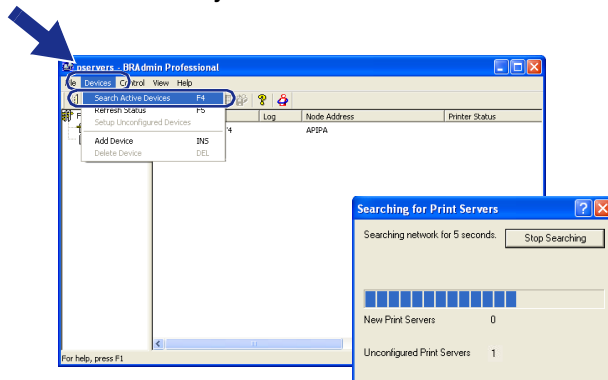 pservers - BRAdmin Professional
Devices Control View Help
Search Active Devices F4
Refresh Status F5
Setup Unconfigured Devices
Add Device INS
Delete Device DEL
Log Node Address Printer Status
APIPA
Searching for Print Servers
Searching network for 5 seconds.
Stop Searching
New Print Servers 0
Unconfigured Print Servers 1
For help, press F1